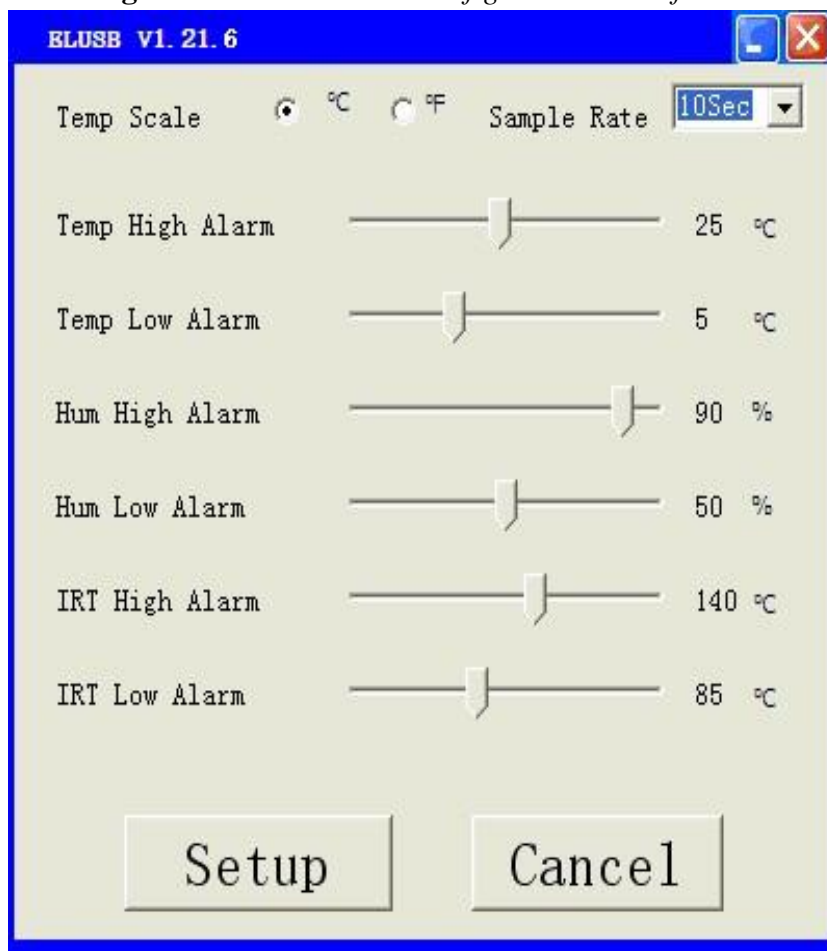 ELUSB V1.21.6
Temp Scale ℃ ℉ Sample Rate 10Sec
Temp High Alarm 25 ℃
Temp Low Alarm 5 ℃
Hum High Alarm 90 %
Hum Low Alarm 50 %
IRT High Alarm 140 ℃
IRT Low Alarm 85 ℃
Setup Cancel